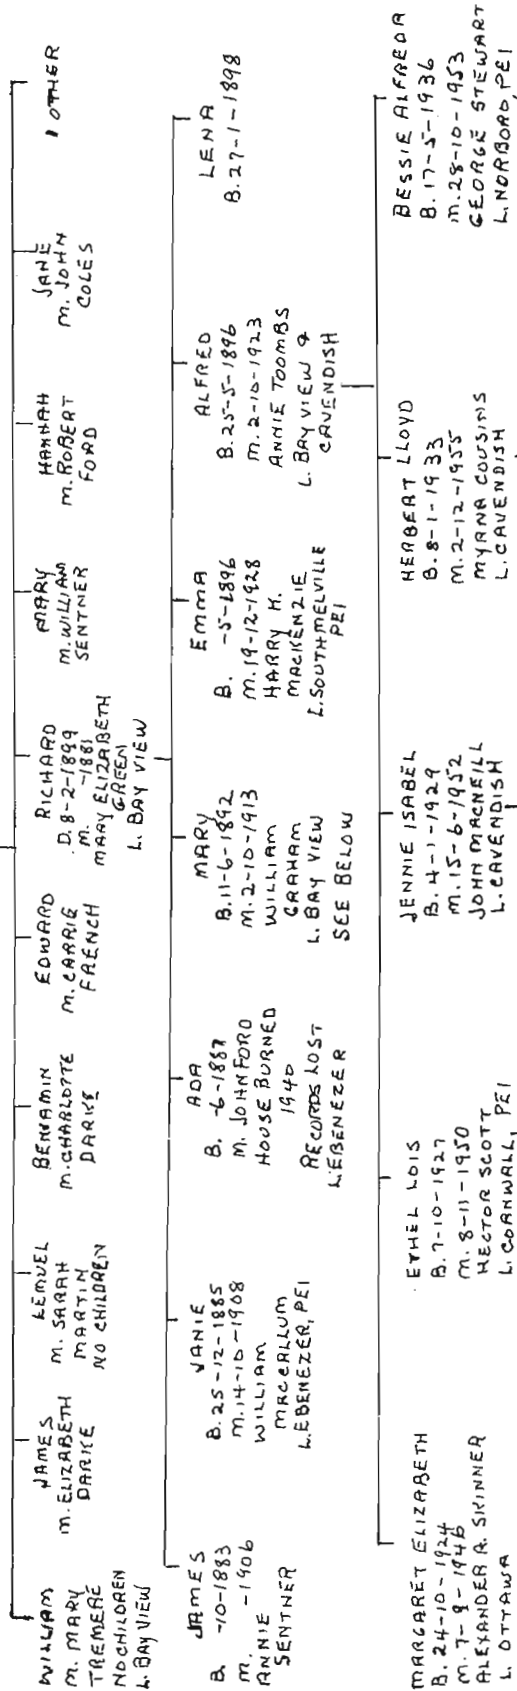 WILLIAM
M. MARY
TREMERE
NO CHILDREN
L. BAY VIEW
JAMES
M. ELIZABETH
DARKE
LEMUEL
M. SARAH
MARTIN
NO CHILDREN
BENJAMIN
M. CHARLOTTE
DARKE
EDWARD
M. CARRIE
FRENCH
RICHARD
D. 8-2-1899
M. -1881
MARY ELIZABETH
GREEN
L. BAY VIEW
MARY
M. WILLIAM
SENTNER
HANNAH
M. ROBERT
FORD
JANE
M. JOHN
COLES
1 OTHER
JAMES
B. -10-1883
M. -1906
ANNIE
SENTNER
JANIE
B. 25-12-1885
M. 14-10-1908
WILLIAM
MACCALLUM
L. EBENEZER, PEI
ADA
B. -6-1887
M. JOHN FORD
HOUSE BURNED
1940
RECORDS LOST
L. EBENEZER
MARY
B. 11-6-1892
M. 2-10-1913
WILLIAM
GRAHAM
L. BAY VIEW
SEE BELOW
EMMA
B. -5-1896
M. 19-12-1928
HARRY K.
MACKENZIE
L. SOUTH MELVILLE
PEI
ALFRED
B. 25-5-1896
M. 2-10-1923
ANNIE TOOMBS
L. BAY VIEW &
CAVENDISH
LENA
B. 27-1-1898
MARGARET ELIZABETH
B. 24-10-1924
M. 7-9-1946
ALEXANDER R. SKINNER
L. OTTAWA
ETHEL LOIS
B. 7-10-1927
M. 8-11-1950
HECTOR SCOTT
L. CORNWALL, PEI
JENNIE ISABEL
B. 4-1-1929
M. 15-6-1952
JOHN MACNEILL
L. CAVENDISH
HERBERT LLOYD
B. 8-1-1933
M. 2-12-1955
MYRNA COUSINS
L. CAVENDISH
BESSIE ALFREDA
B. 17-5-1936
M. 28-10-1953
GEORGE STEWART
L. NORBORO, PEI